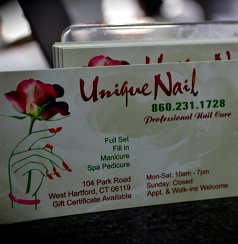 Unique Nail
860.231.1728
Professional Nail Care
Full Set
Fill in
Manicure
Spa Pedicure
104 Park Road
West Hartford, CT 06119
Gift Certificate Available
Mon-Sat: 10am - 7pm
Sunday: Closed
Appt. & Walk-ins Welcome